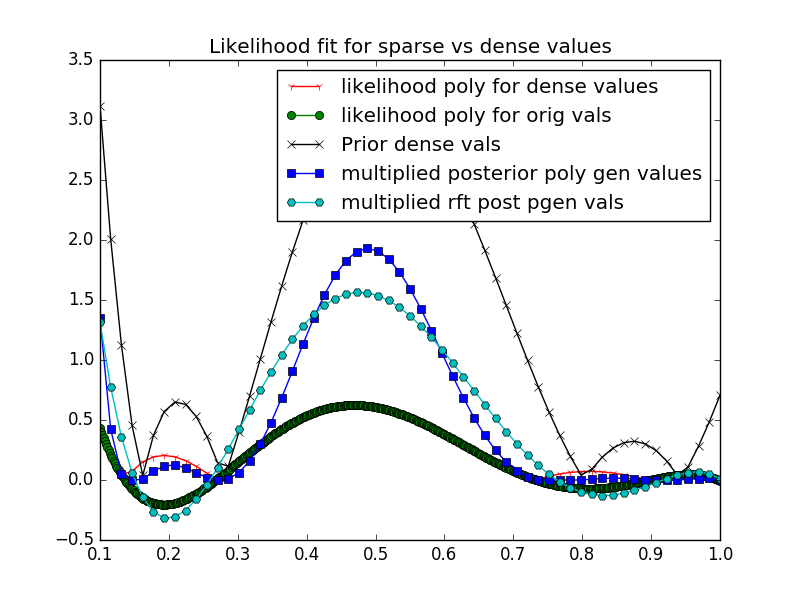 Likelihood fit for sparse vs dense values
3.5
3.0
2.5
2.0
1.5
1.0
0.5
0.0
−0.5
likelihood poly for dense values
likelihood poly for orig vals
Prior dense vals
multiplied posterior poly gen values
multiplied rft post pgen vals
0.1 0.2 0.3 0.4 0.5 0.6 0.7 0.8 0.9 1.0